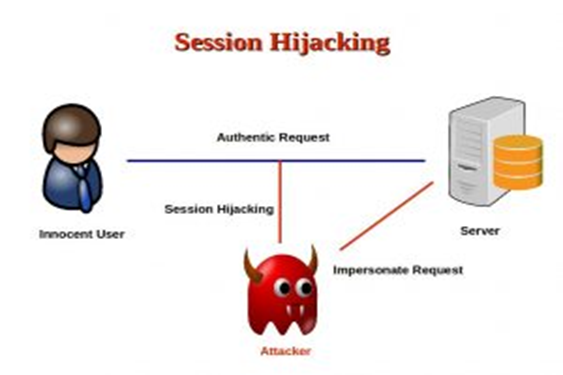 Session Hijacking
Authentic Request
Session Hijacking
Innocent User
Server
Impersonate Request
Attacker